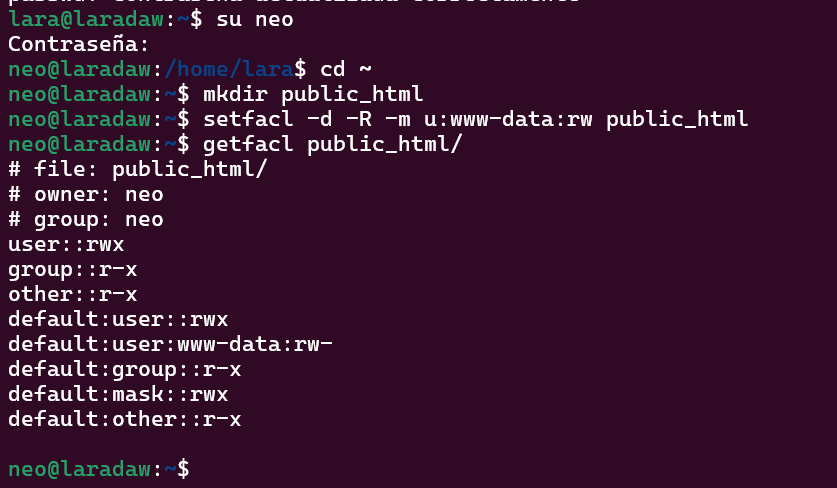 lara@laradaw:~$ su neo
Contraseña:
neo@laradaw:/home/lara$ cd ~
neo@laradaw:~$ mkdir public_html
neo@laradaw:~$ setfacl -d -R -m u:www-data:rw public_html
neo@laradaw:~$ getfacl public_html/
# file: public_html/
# owner: neo
# group: neo
user::rwx
group::r-x
other::r-x
default:user::rwx
default:user:www-data:rw-
default:group::r-x
default:mask::rwx
default:other::r-x
neo@laradaw:~$